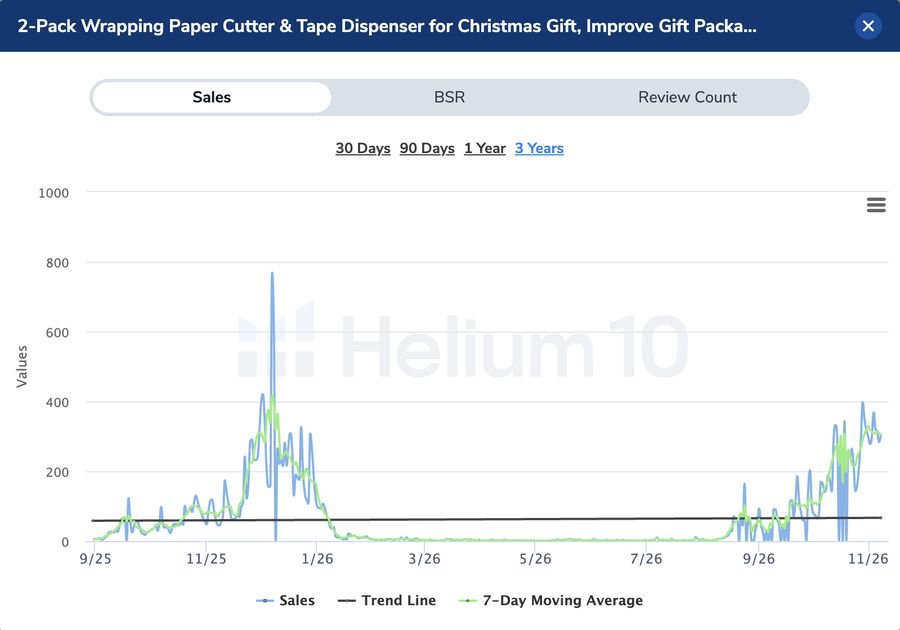 2-Pack Wrapping Paper Cutter & Tape Dispenser for Christmas Gift, Improve Gift Packa...
Sales BSR Review Count
30 Days 90 Days 1 Year 3 Years
1000
800
600
400
200
0
Values
Helium 10
9/25 11/25 1/26 3/26 5/26 7/26 9/26 11/26
Sales Trend Line 7-Day Moving Average